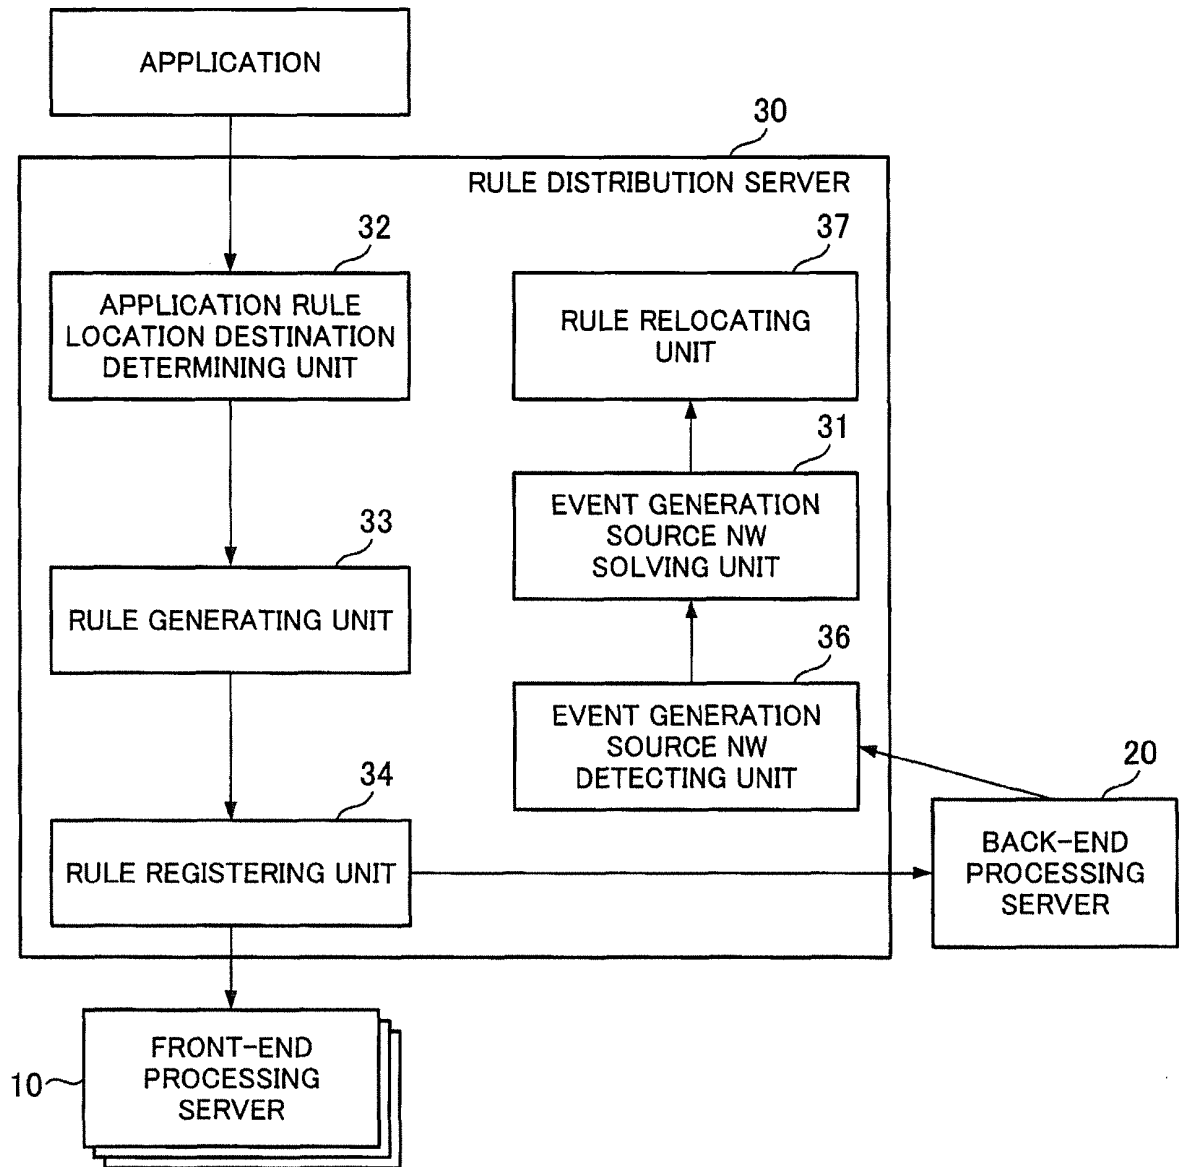 APPLICATION
30
RULE DISTRIBUTION SERVER
32
APPLICATION RULE
LOCATION DESTINATION
DETERMINING UNIT
37
RULE RELOCATING
UNIT
31
EVENT GENERATION
SOURCE NW
SOLVING UNIT
33
RULE GENERATING UNIT
36
EVENT GENERATION
SOURCE NW
DETECTING UNIT
20
BACK-END
PROCESSING
SERVER
34
RULE REGISTERING UNIT
10
FRONT-END
PROCESSING
SERVER